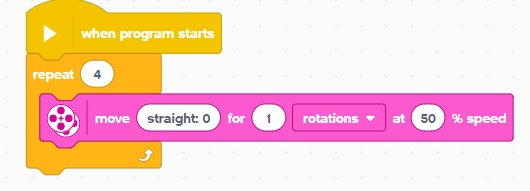 when program starts
repeat 4
move straight: 0 for 1 rotations at 50 % speed